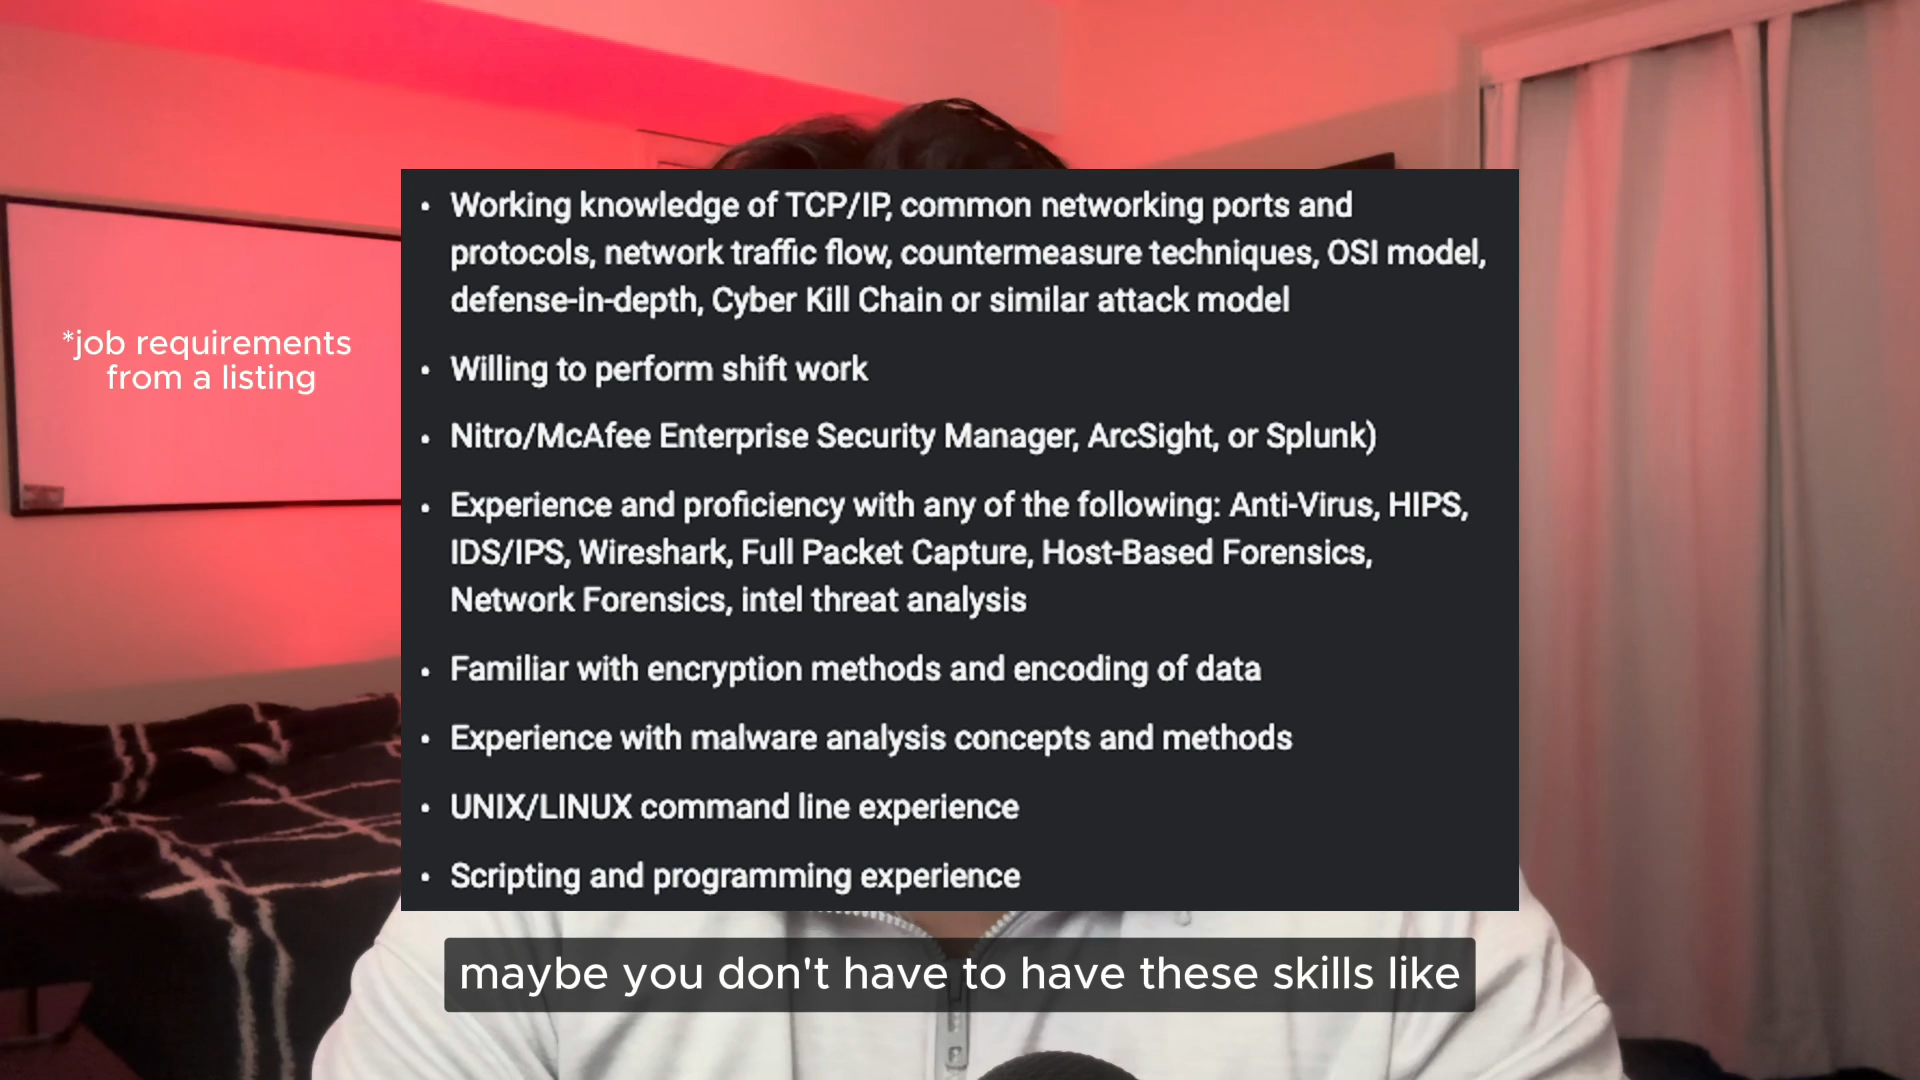 • Working knowledge of TCP/IP, common networking ports and
protocols, network traffic flow, countermeasure techniques, OSI model,
defense-in-depth, Cyber Kill Chain or similar attack model
*job requirements
from a listing
• Willing to perform shift work
• Nitro/McAfee Enterprise Security Manager, ArcSight, or Splunk)
• Experience and proficiency with any of the following: Anti-Virus, HIPS,
IDS/IPS, Wireshark, Full Packet Capture, Host-Based Forensics,
Network Forensics, intel threat analysis
• Familiar with encryption methods and encoding of data
• Experience with malware analysis concepts and methods
• UNIX/LINUX command line experience
• Scripting and programming experience
maybe you don't have to have these skills like